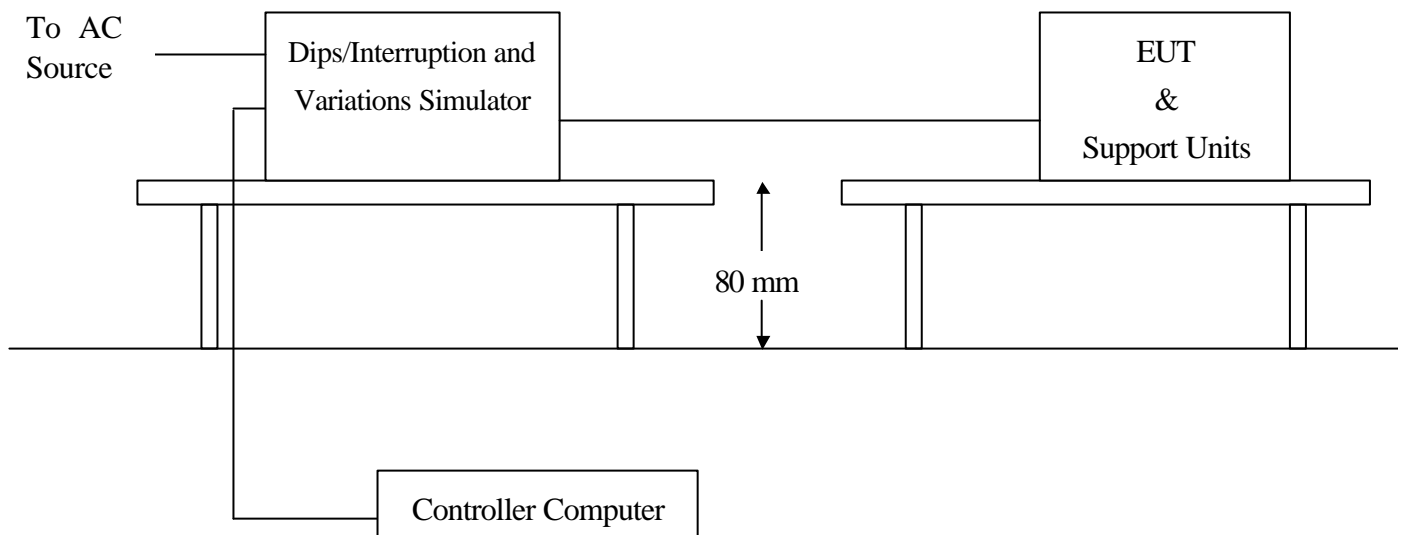 To AC
Source
Dips/Interruption and
Variations Simulator
EUT
&
Support Units
80 mm
Controller Computer